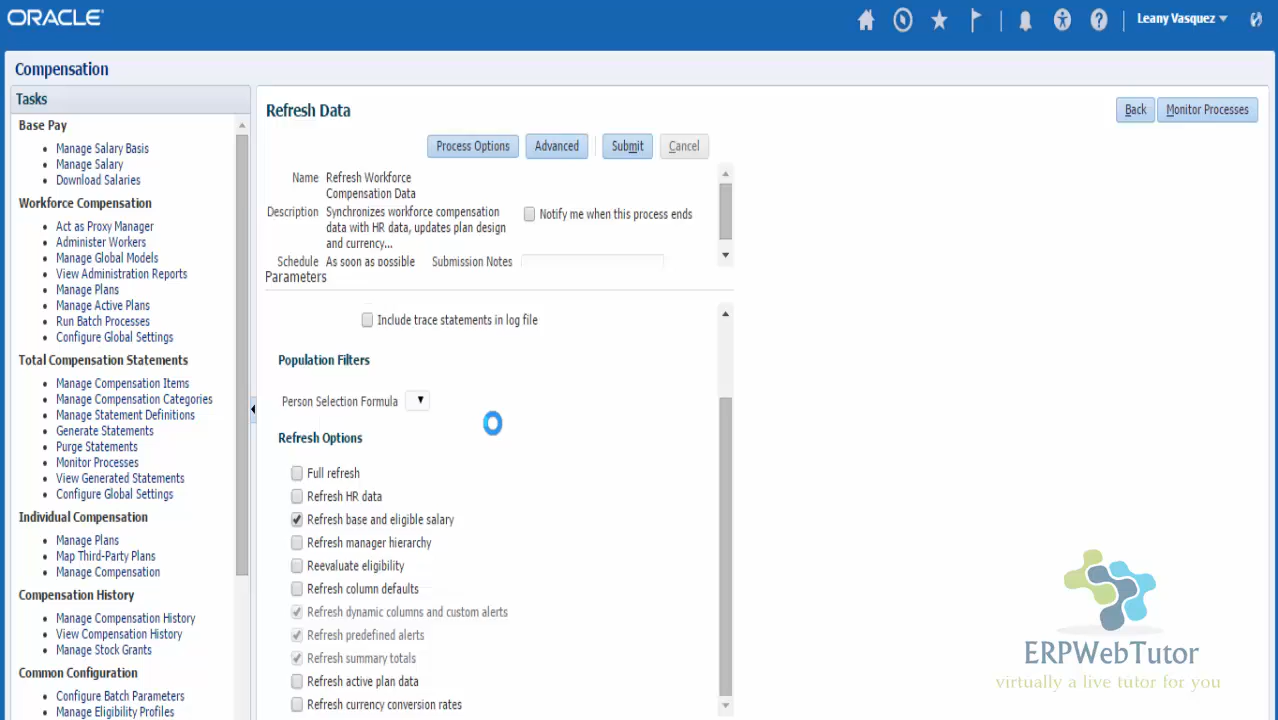 ORACLE
Leany Vasquez
Compensation
Tasks
Base Pay
Manage Salary Basis
Manage Salary
Download Salaries
Workforce Compensation
Act as Proxy Manager
Administer Workers
Manage Global Models
View Administration Reports
Manage Plans
Manage Active Plans
Run Batch Processes
Configure Global Settings
Total Compensation Statements
Manage Compensation Items
Manage Compensation Categories
Manage Statement Definitions
Generate Statements
Purge Statements
Monitor Processes
View Generated Statements
Configure Global Settings
Individual Compensation
Manage Plans
Map Third-Party Plans
Manage Compensation
Compensation History
Manage Compensation History
View Compensation History
Manage Stock Grants
Common Configuration
Configure Batch Parameters
Manage Eligibility Profiles
Refresh Data
Back Monitor Processes
Process Options Advanced Submit Cancel
Name Refresh Workforce
Compensation Data
Description Synchronizes workforce compensation
data with HR data, updates plan design
and currency...
Notify me when this process ends
Schedule As soon as possible Submission Notes
Parameters
Include trace statements in log file
Population Filters
Person Selection Formula
Refresh Options
Full refresh
Refresh HR data
Refresh base and eligible salary
Refresh manager hierarchy
Reevaluate eligibility
Refresh column defaults
Refresh dynamic columns and custom alerts
Refresh predefined alerts
Refresh summary totals
Refresh active plan data
Refresh currency conversion rates
ERPWebTutor
virtually a live tutor for you